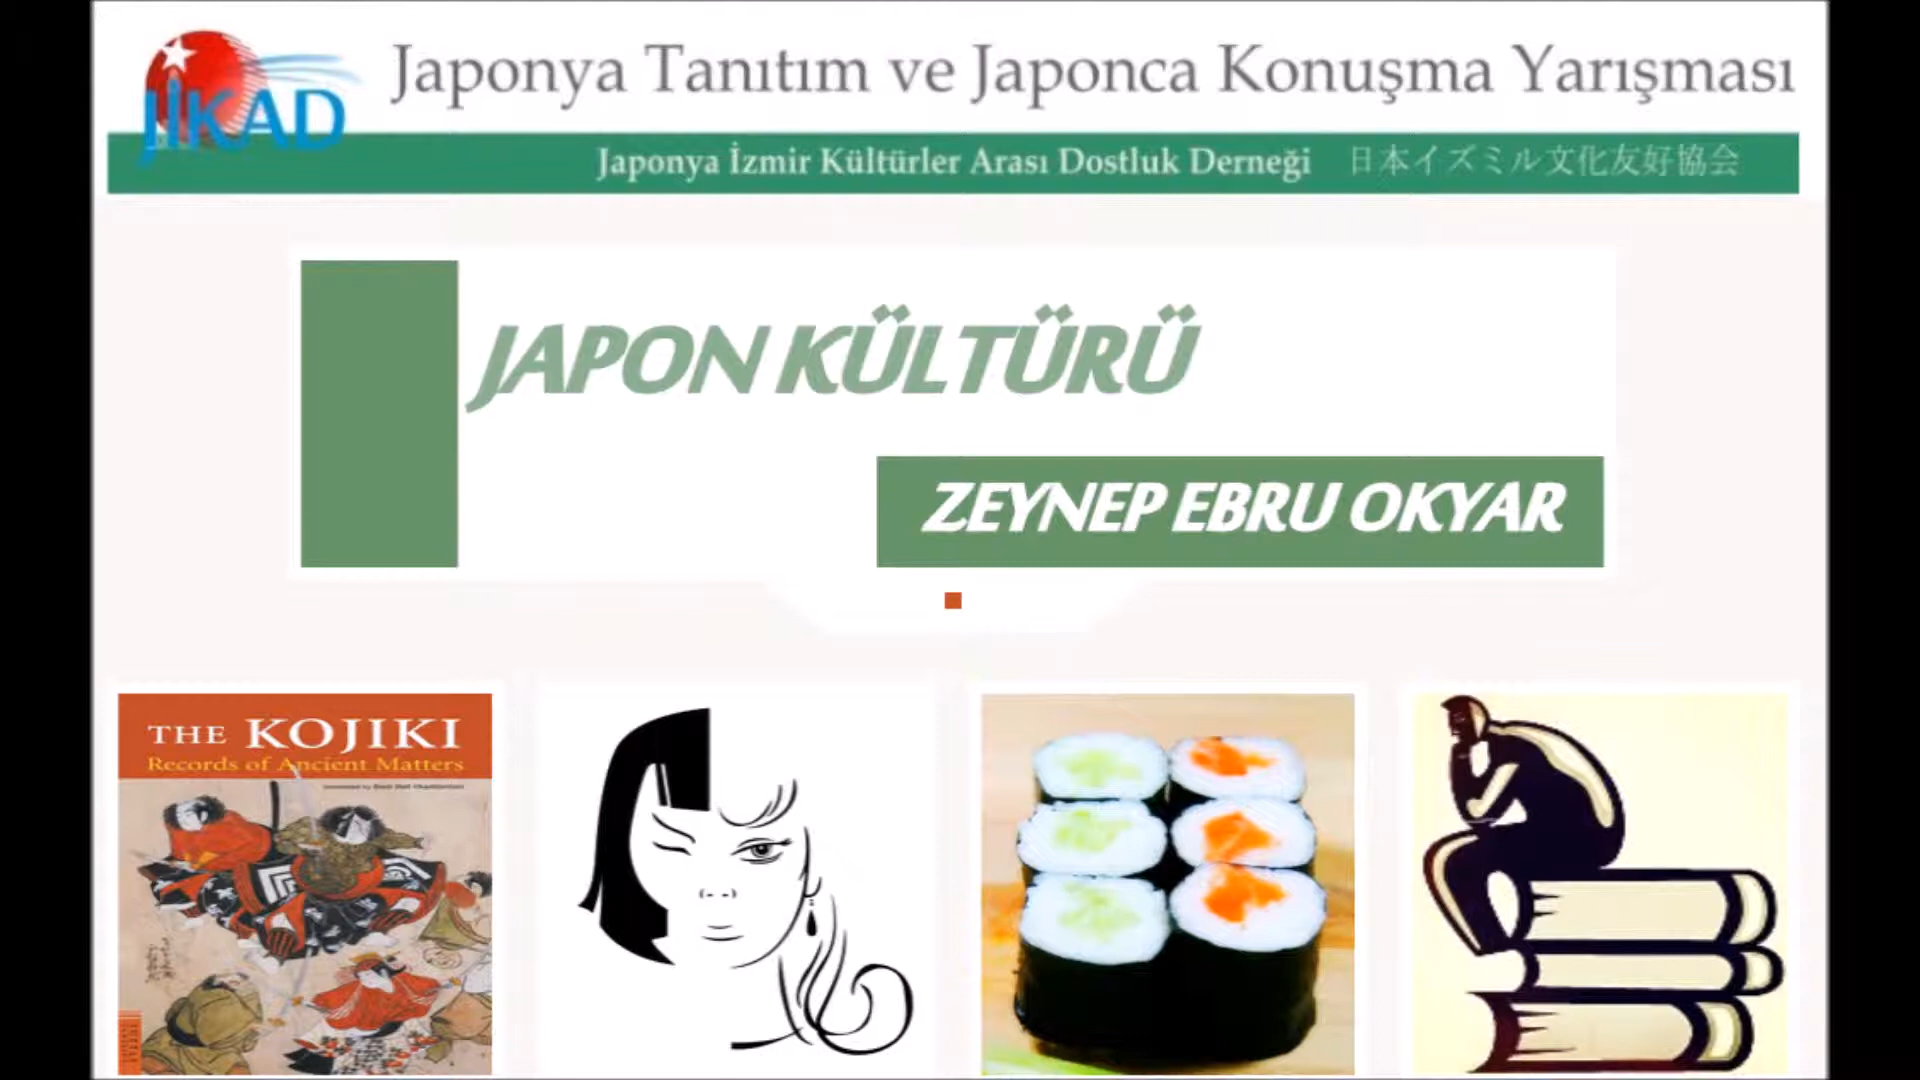 JİKAD
Japonya Tanıtım ve Japonca Konuşma Yarışması
Japonya İzmir Kültürler Arası Dostluk Derneği 日本イズミル文化友好協会
JAPON KÜLTÜRÜ
ZEYNEP EBRU OKYAR
THE KOJIKI
Records of Ancient Matters